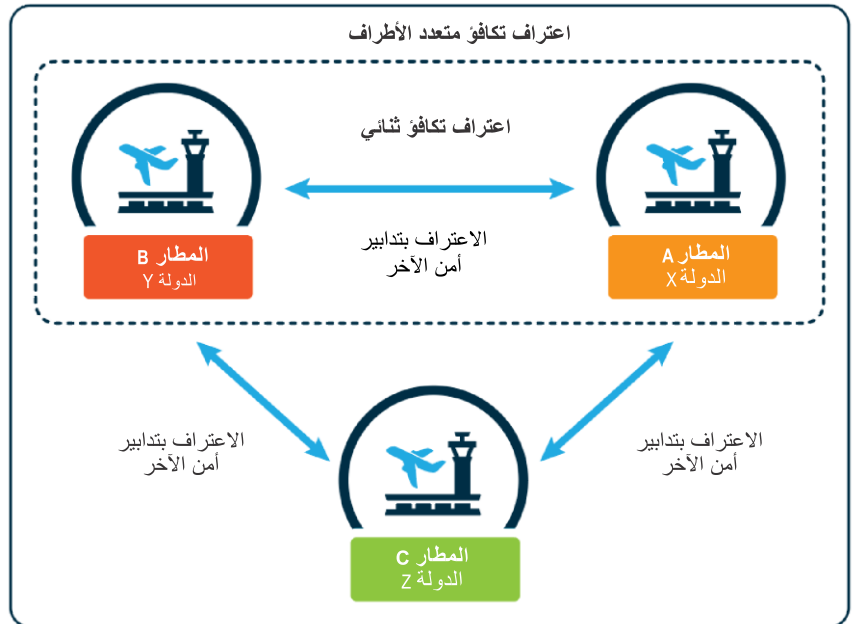 اعتراف تكافؤ متعدد الأطراف
اعتراف تكافؤ ثنائي
الاعتراف بتدابير
أمن الآخر
المطار A
الدولة X
المطار B
الدولة Y
الاعتراف بتدابير
أمن الآخر
الاعتراف بتدابير
أمن الآخر
المطار C
الدولة Z